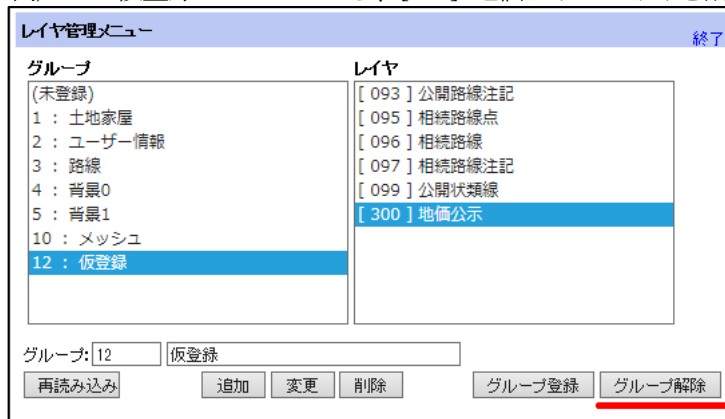 レイヤ管理メニュー
終了
グループ
レイヤ
(未登録)
1 : 土地家屋
2 : ユーザー情報
3 : 路線
4 : 背景0
5 : 背景1
10 : メッシュ
12 : 仮登録
[ 093 ] 公開路線注記
[ 095 ] 相続路線点
[ 096 ] 相続路線
[ 097 ] 相続路線注記
[ 099 ] 公開状類線
[ 300 ] 地価公示
グループ: 12 仮登録
再読み込み 追加 変更 削除 グループ登録 グループ解除